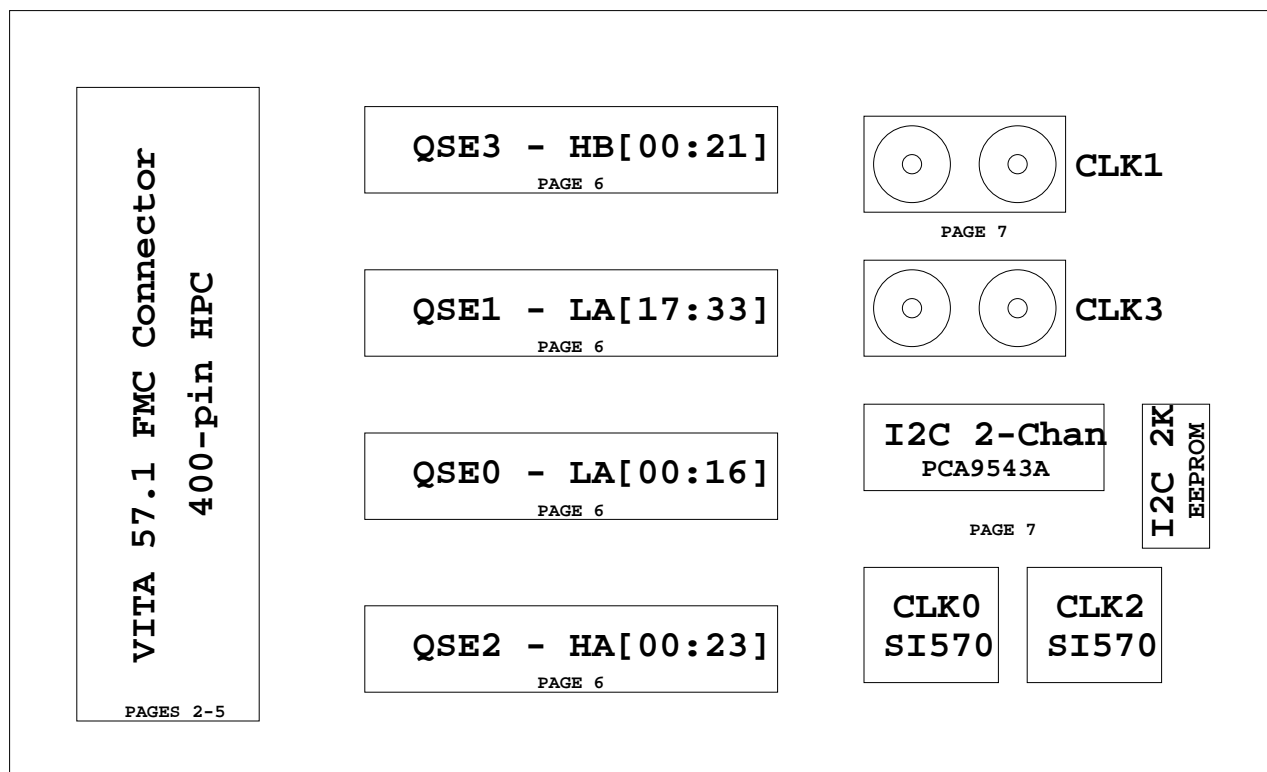 VITA 57.1 FMC Connector
400-pin HPC
PAGES 2-5
QSE3 - HB[00:21]
PAGE 6
QSE1 - LA[17:33]
PAGE 6
QSE0 - LA[00:16]
PAGE 6
QSE2 - HA[00:23]
PAGE 6
CLK1
PAGE 7
CLK3
I2C 2-Chan
PCA9543A
PAGE 7
I2C 2K
EEPROM
CLK0
SI570
CLK2
SI570